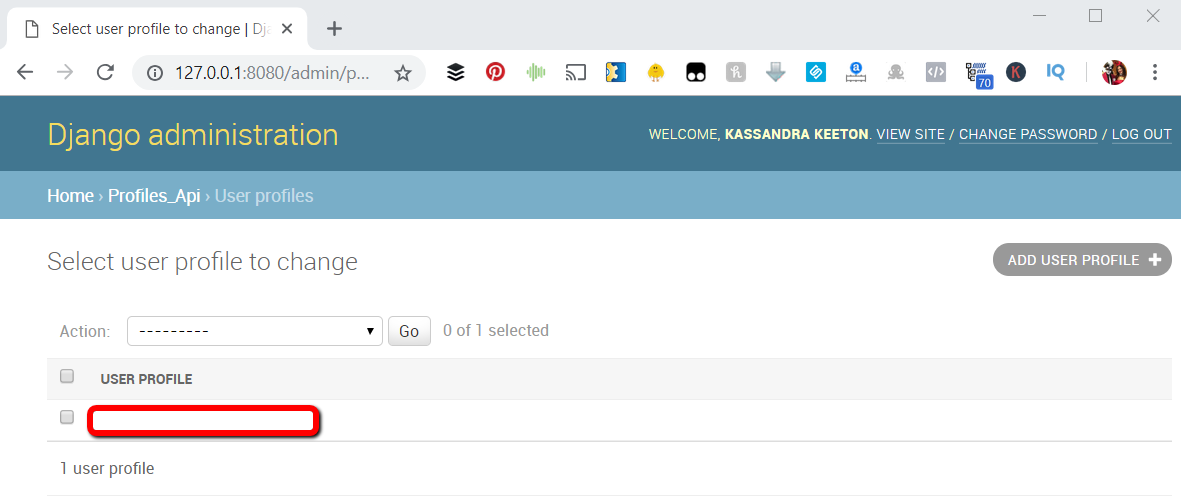 Select user profile to change | Dja
127.0.0.1:8080/admin/p...
70
Django administration
WELCOME, KASSANDRA KEETON. VIEW SITE / CHANGE PASSWORD / LOG OUT
Home › Profiles_Api › User profiles
Select user profile to change
ADD USER PROFILE
Action: --------- Go 0 of 1 selected
USER PROFILE
1 user profile